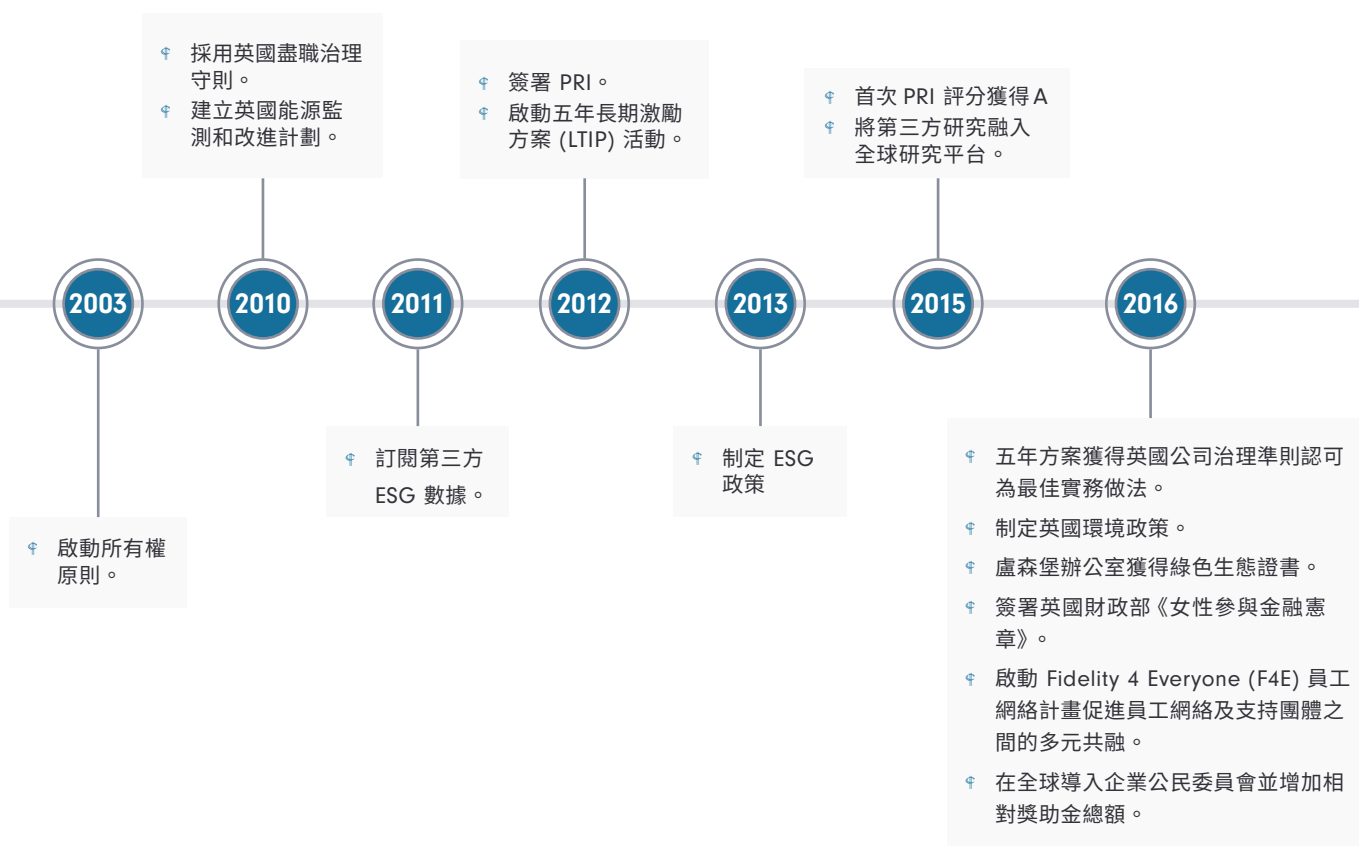 採用英國盡職治理
守則。
建立英國能源監
測和改進計劃。
簽署 PRI。
啟動五年長期激勵
方案 (LTIP) 活動。
首次 PRI 評分獲得 A
將第三方研究融入
全球研究平台。
2003
2010
2011
2012
2013
2015
2016
啟動所有權
原則。
訂閱第三方
ESG 數據。
制定 ESG
政策
五年方案獲得英國公司治理準則認可
為最佳實務做法。
制定英國環境政策。
盧森堡辦公室獲得綠色生態證書。
簽署英國財政部《女性參與金融憲
章》。
啟動 Fidelity 4 Everyone (F4E) 員工
網絡計畫促進員工網絡及支持團體之
間的多元共融。
在全球導入企業公民委員會並增加相
對獎助金總額。